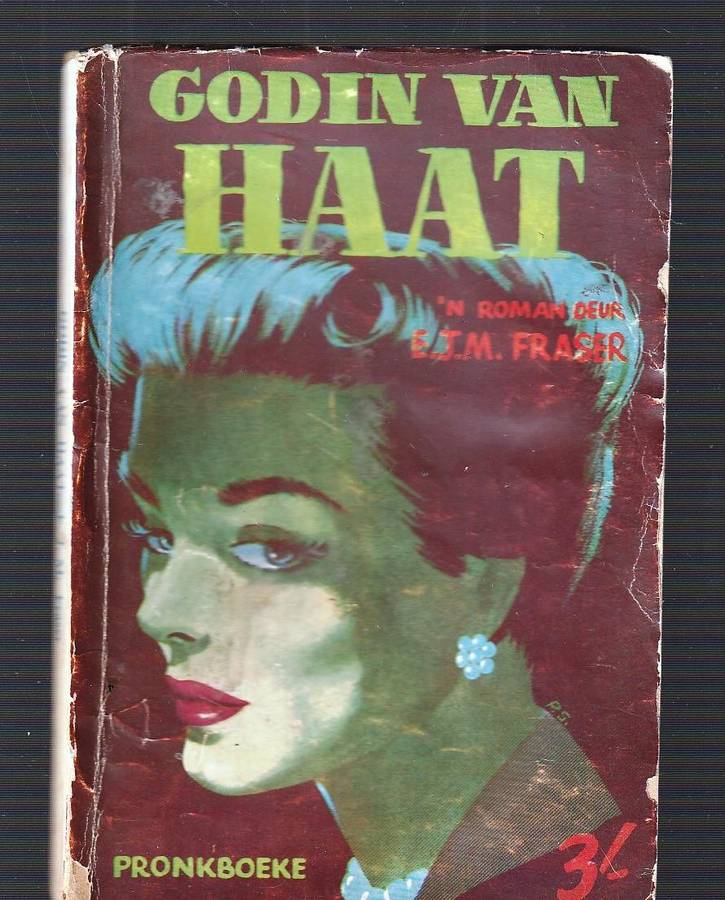 GODIN VAN
HAAT
'N ROMAN DEUR
E.J.M. FRASER
P.G.
PRONKBOEKE
3/-